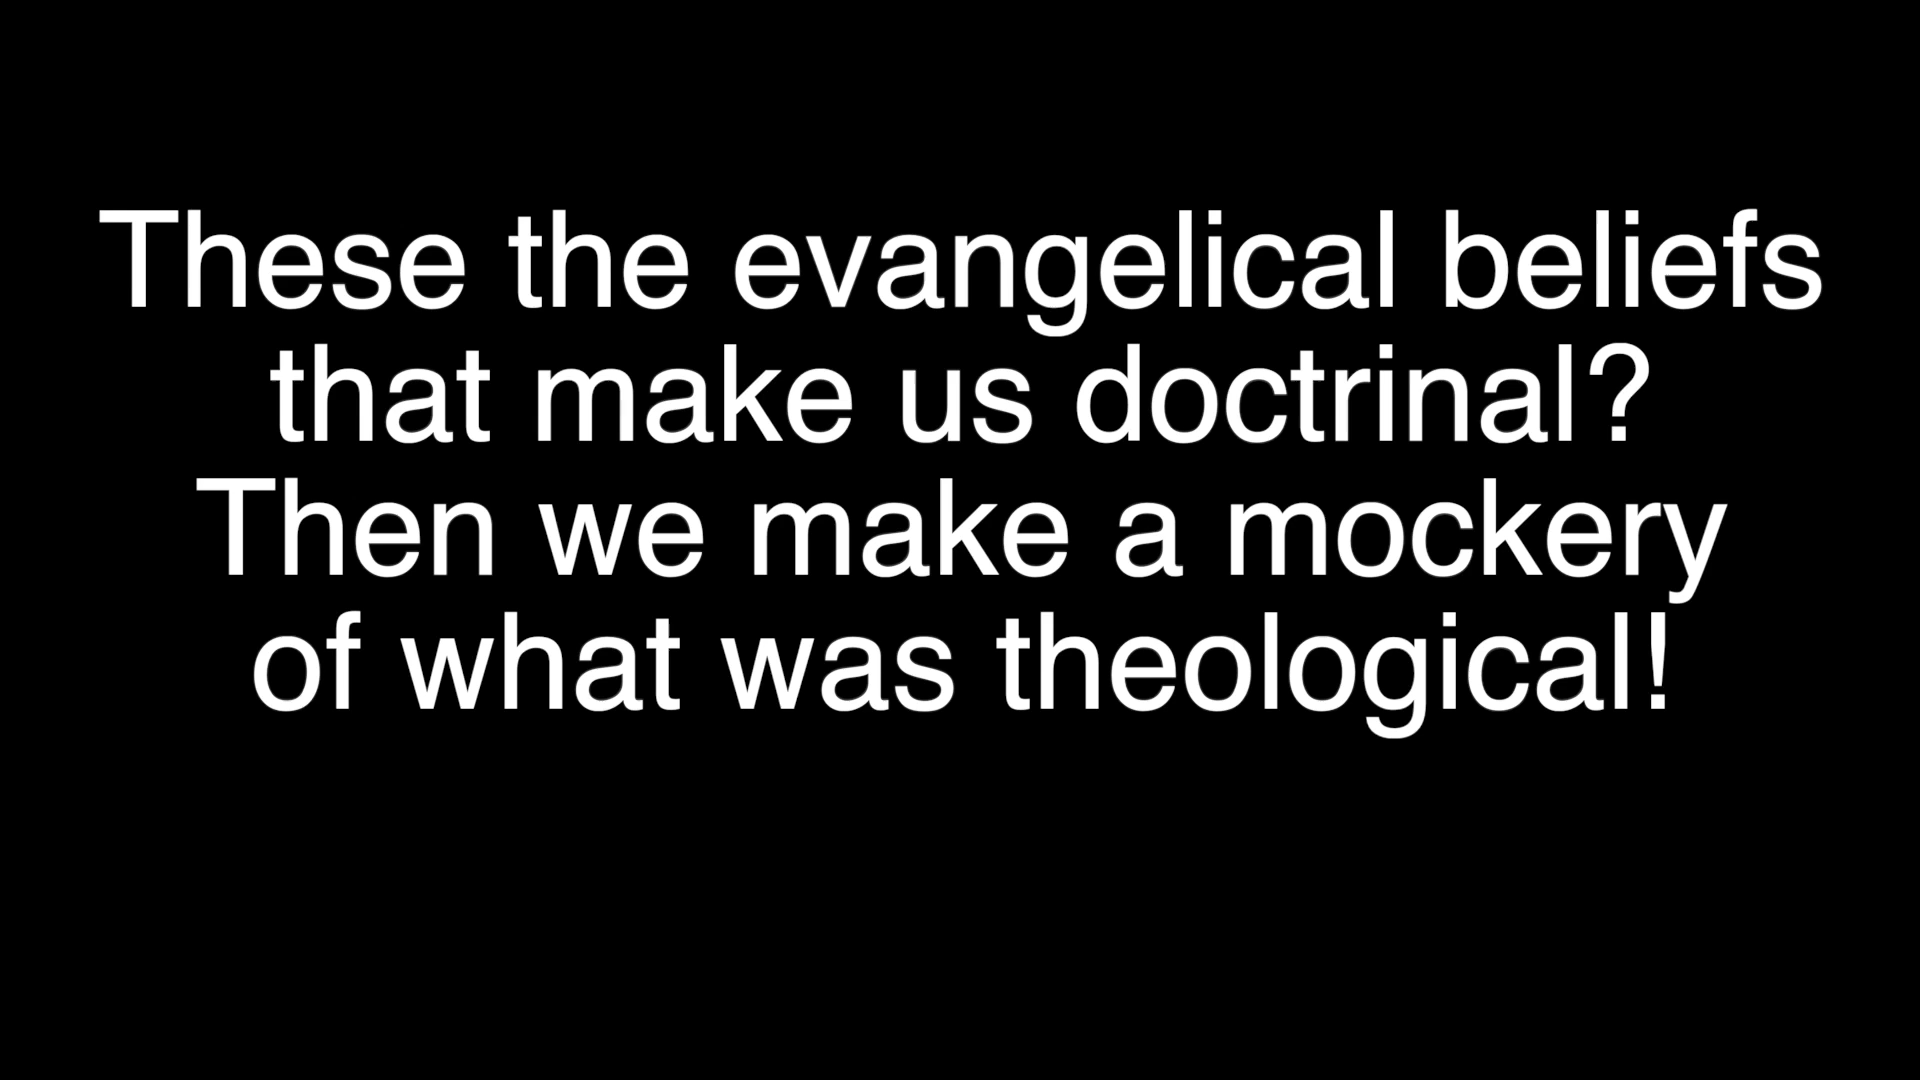 These the evangelical beliefs
that make us doctrinal?
Then we make a mockery
of what was theological!